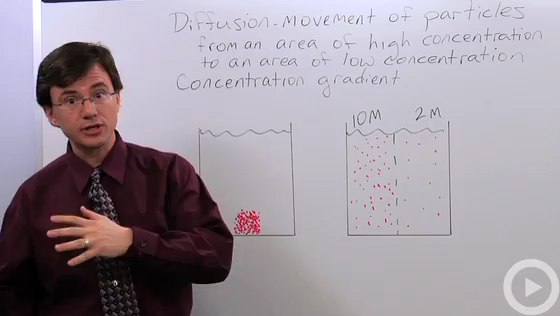 Diffusion-movement of particles
from an area of high concentration
to an area of low concentration
Concentration gradient
10M 2M